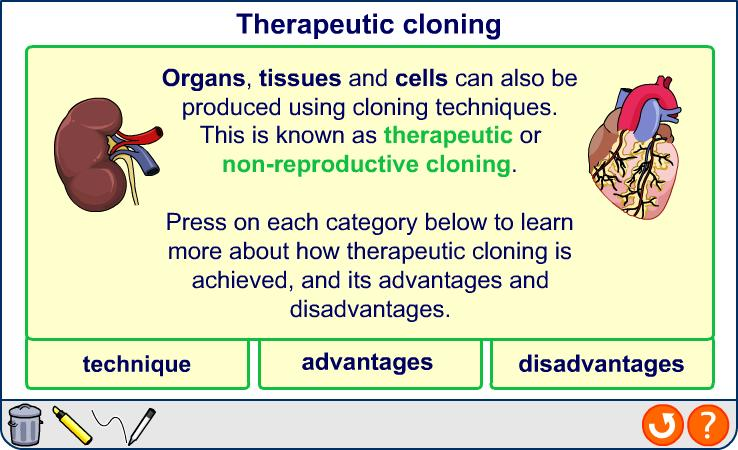 Therapeutic cloning
Organs, tissues and cells can also be
produced using cloning techniques.
This is known as therapeutic or
non-reproductive cloning.
Press on each category below to learn
more about how therapeutic cloning is
achieved, and its advantages and
disadvantages.
technique
advantages
disadvantages
?